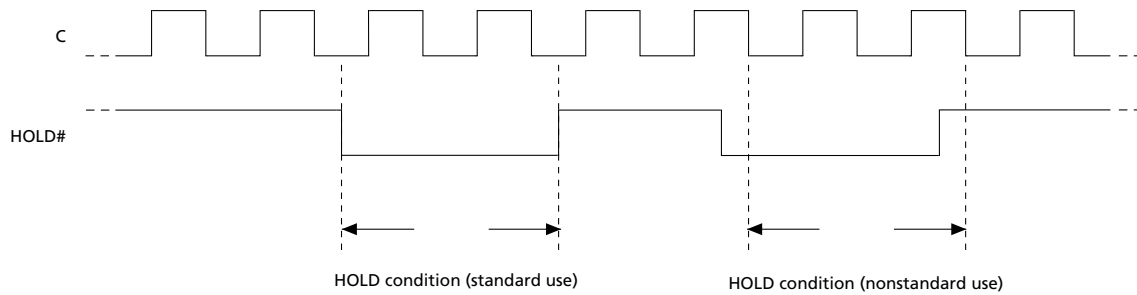 C
HOLD#
HOLD condition (standard use)
HOLD condition (nonstandard use)